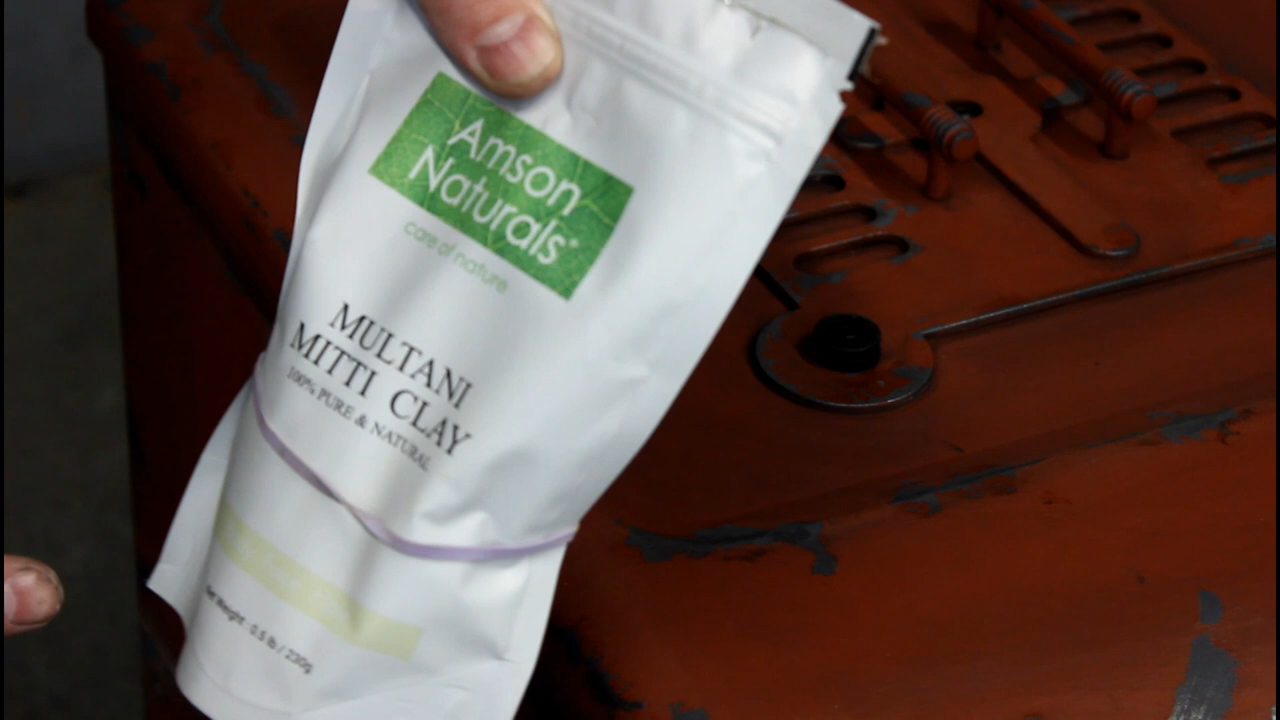 Amson
Naturals®
care of nature
MULTANI
MITTI CLAY
100% PURE & NATURAL
Net Weight : 0.5 lb / 230g